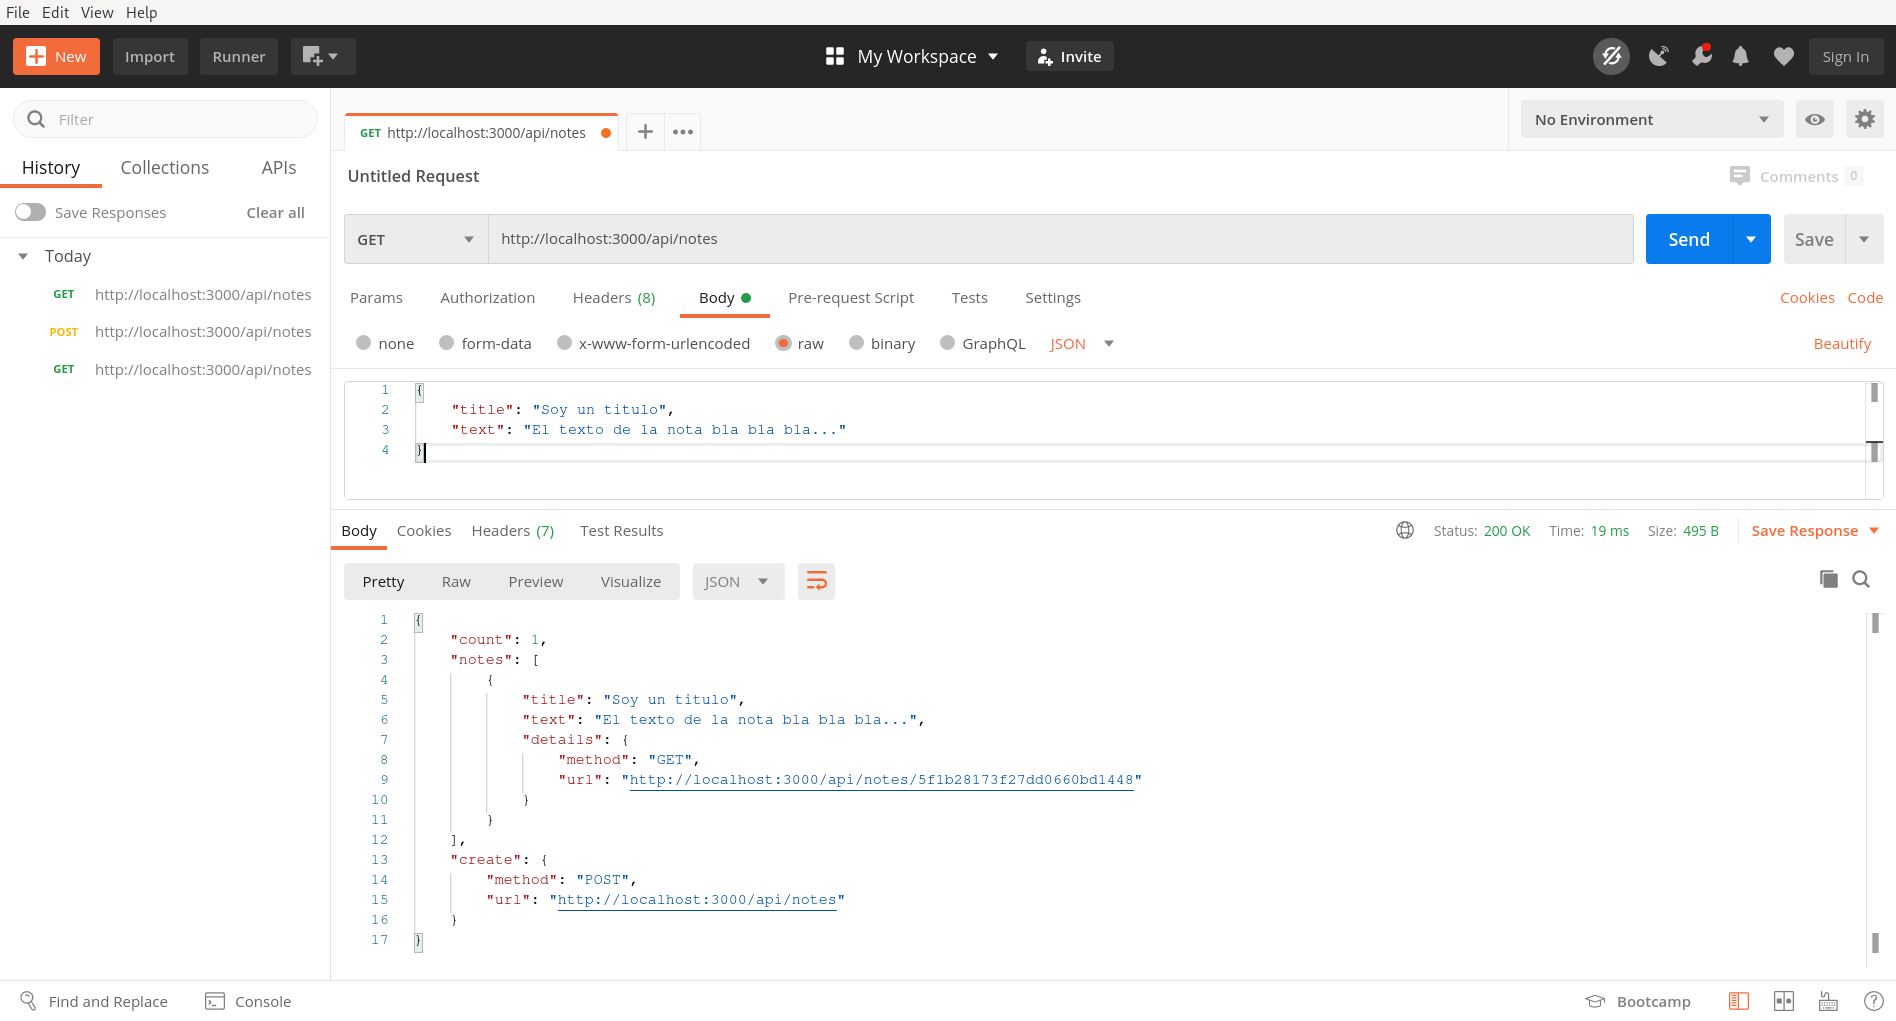 File Edit View Help
New Import Runner My Workspace Invite Sign In
Filter
History Collections APIs
Save Responses Clear all
Today
GET http://localhost:3000/api/notes
POST http://localhost:3000/api/notes
GET http://localhost:3000/api/notes
GET http://localhost:3000/api/notes
No Environment
Untitled Request
Comments 0
GET http://localhost:3000/api/notes
Send Save
Params Authorization Headers (8) Body Pre-request Script Tests Settings Cookies Code
none form-data x-www-form-urlencoded raw binary GraphQL JSON Beautify
1 {
2 "title": "Soy un titulo",
3 "text": "El texto de la nota bla bla bla..."
4 }
Body Cookies Headers (7) Test Results Status: 200 OK Time: 19 ms Size: 495 B Save Response
Pretty Raw Preview Visualize JSON
1 {
2 "count": 1,
3 "notes": [
4 {
5 "title": "Soy un titulo",
6 "text": "El texto de la nota bla bla bla...",
7 "details": {
8 "method": "GET",
9 "url": "http://localhost:3000/api/notes/5f1b28173f27dd0660bd1448"
10 }
11 }
12 ],
13 "create": {
14 "method": "POST",
15 "url": "http://localhost:3000/api/notes"
16 }
17 }
Find and Replace Console Bootcamp